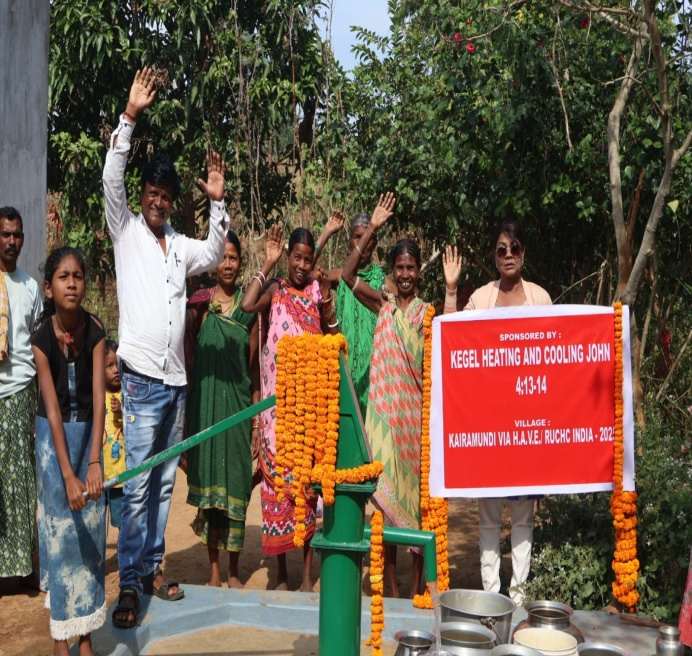 SPONSORED BY :
KEGEL HEATING AND COOLING JOHN
4:13-14
VILLAGE :
KAIRAMUNDI VIA H.A.V.E./ RUCHC INDIA - 202